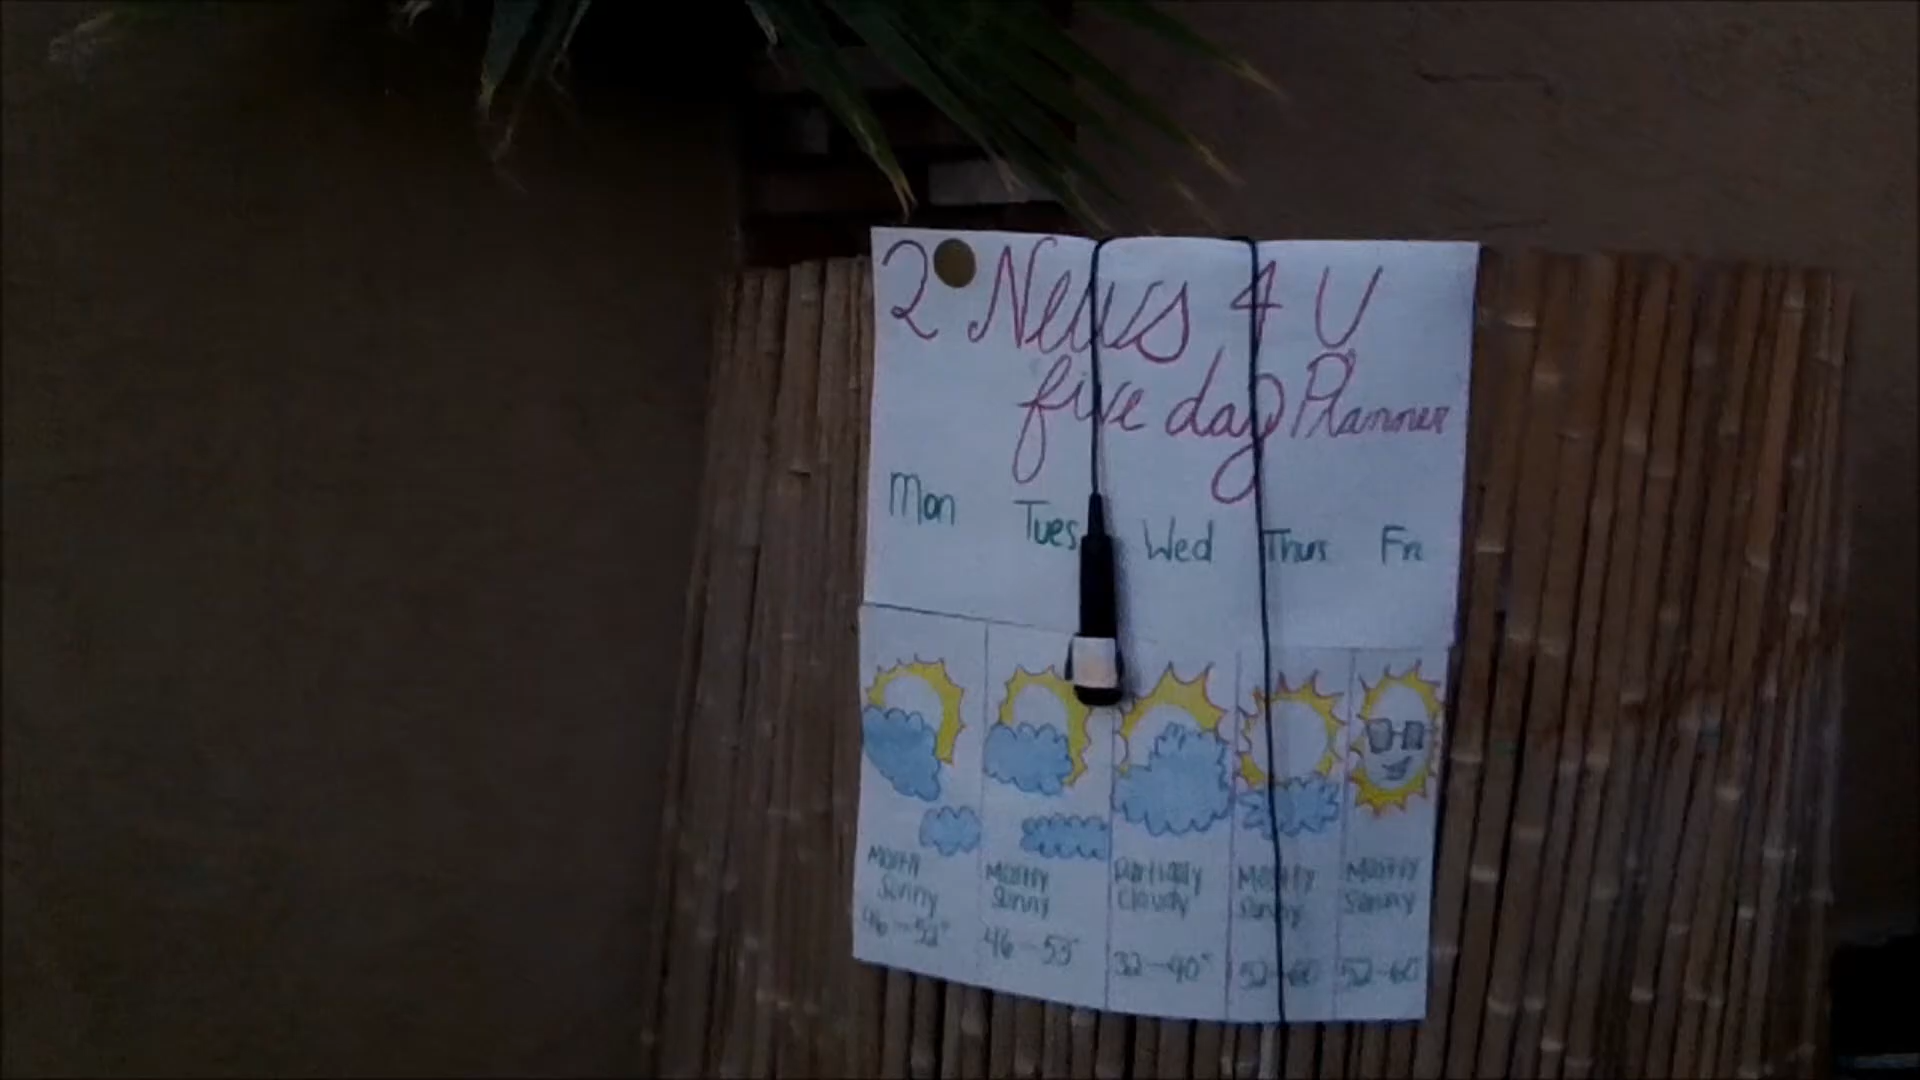 2 News 4 U
five day Planner
Mon Tues Wed Thurs Fri
Mostly Sunny 46-52°
Mostly Sunny 46-55
Partially Cloudy 32-40°
Mostly Sunny 52-60
Mostly Sunny 52-60